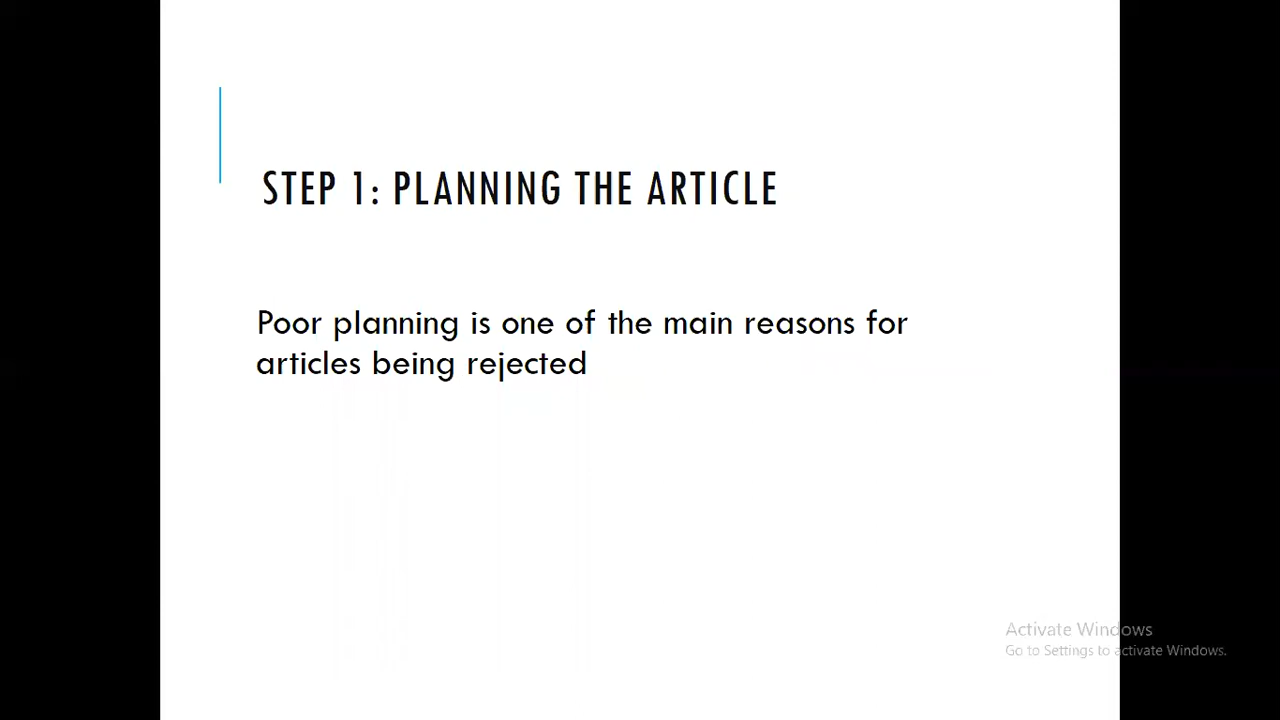 STEP 1: PLANNING THE ARTICLE
Poor planning is one of the main reasons for
articles being rejected
Activate Windows
Go to Settings to activate Windows.